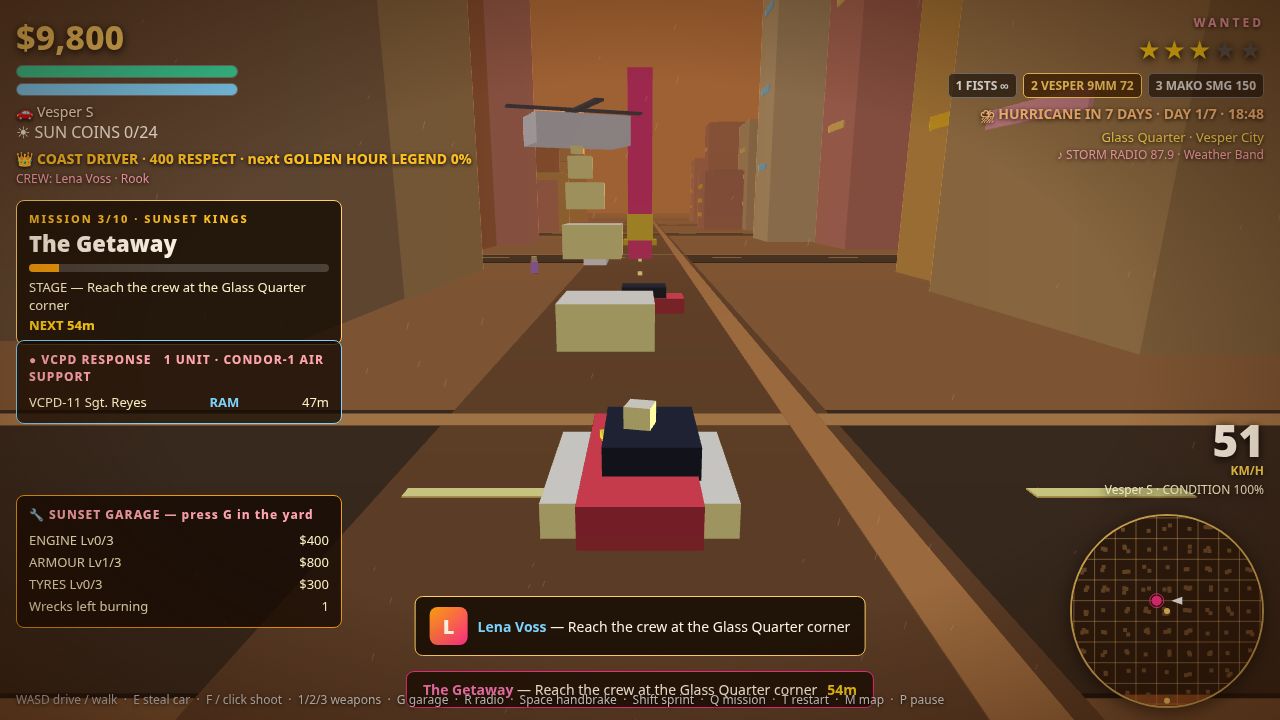 $9,800
🚗 Vesper S
☀ SUN COINS 0/24
👑 COAST DRIVER · 400 RESPECT · next GOLDEN HOUR LEGEND 0%
CREW: Lena Voss · Rook
MISSION 3/10 · SUNSET KINGS
The Getaway
STAGE — Reach the crew at the Glass Quarter
corner
NEXT 54m
● VCPD RESPONSE 1 UNIT · CONDOR-1 AIR
SUPPORT
VCPD-11 Sgt. Reyes RAM 47m
🔧 SUNSET GARAGE — press G in the yard
ENGINE Lv0/3 $400
ARMOUR Lv1/3 $800
TYRES Lv0/3 $300
Wrecks left burning 1
WANTED
★★★★★
1 FISTS ∞ 2 VESPER 9MM 72 3 MAKO SMG 150
⛈ HURRICANE IN 7 DAYS · DAY 1/7 · 18:48
Glass Quarter · Vesper City
♪ STORM RADIO 87.9 · Weather Band
51
KM/H
Vesper S · CONDITION 100%
L Lena Voss — Reach the crew at the Glass Quarter corner
The Getaway — Reach the crew at the Glass Quarter corner 54m
WASD drive / walk · E steal car · F / click shoot · 1/2/3 weapons · G garage · R radio · Space handbrake · Shift sprint · Q mission · T restart · M map · P pause